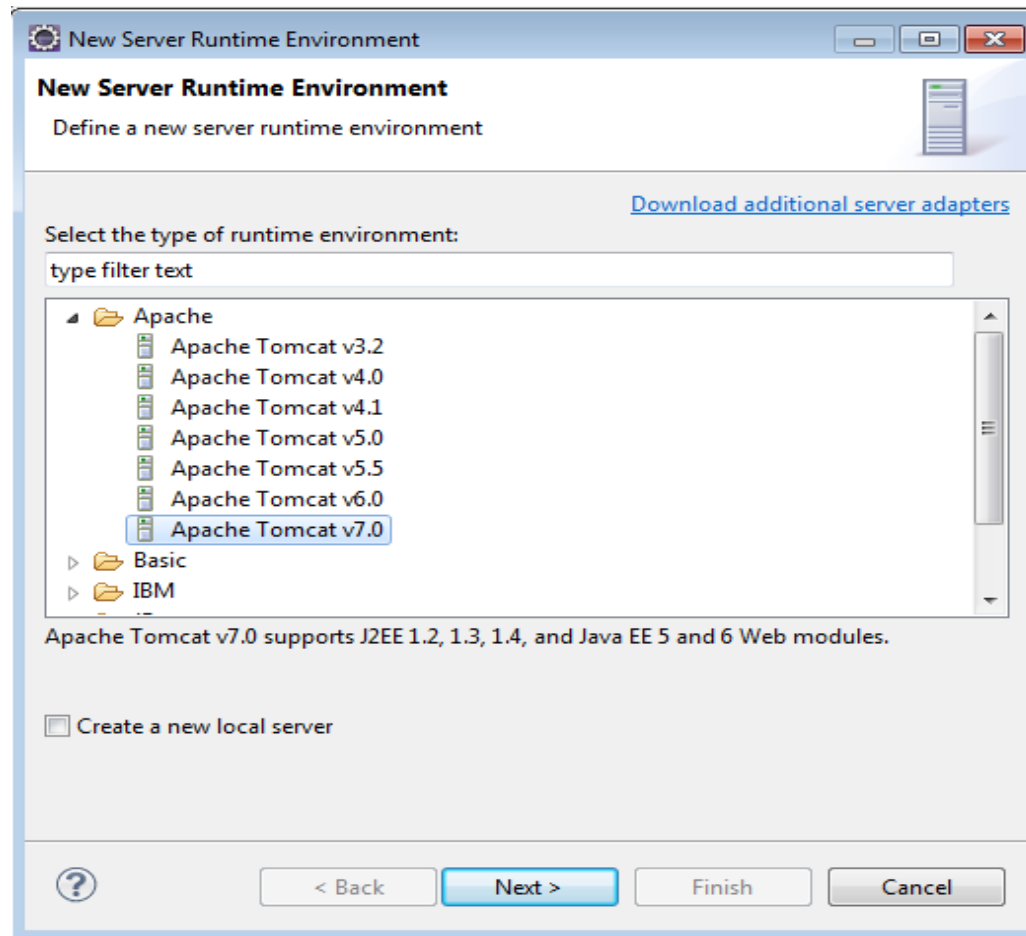 New Server Runtime Environment
New Server Runtime Environment
Define a new server runtime environment
Download additional server adapters
Select the type of runtime environment:
type filter text
Apache
Apache Tomcat v3.2
Apache Tomcat v4.0
Apache Tomcat v4.1
Apache Tomcat v5.0
Apache Tomcat v5.5
Apache Tomcat v6.0
Apache Tomcat v7.0
Basic
IBM
Apache Tomcat v7.0 supports J2EE 1.2, 1.3, 1.4, and Java EE 5 and 6 Web modules.
Create a new local server
? < Back Next > Finish Cancel